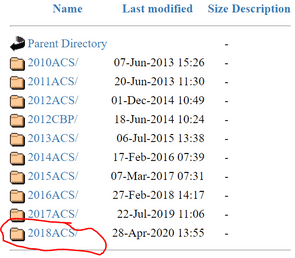 Name Last modified Size Description
Parent Directory -
2010ACS/ 07-Jun-2013 15:26 -
2011ACS/ 20-Jun-2013 11:30 -
2012ACS/ 01-Dec-2014 10:49 -
2012CBP/ 18-Jun-2014 10:24 -
2013ACS/ 06-Jul-2015 13:38 -
2014ACS/ 17-Feb-2016 07:39 -
2015ACS/ 07-Mar-2017 07:31 -
2016ACS/ 27-Feb-2018 14:17 -
2017ACS/ 22-Jul-2019 11:06 -
2018ACS/ 28-Apr-2020 13:55 -